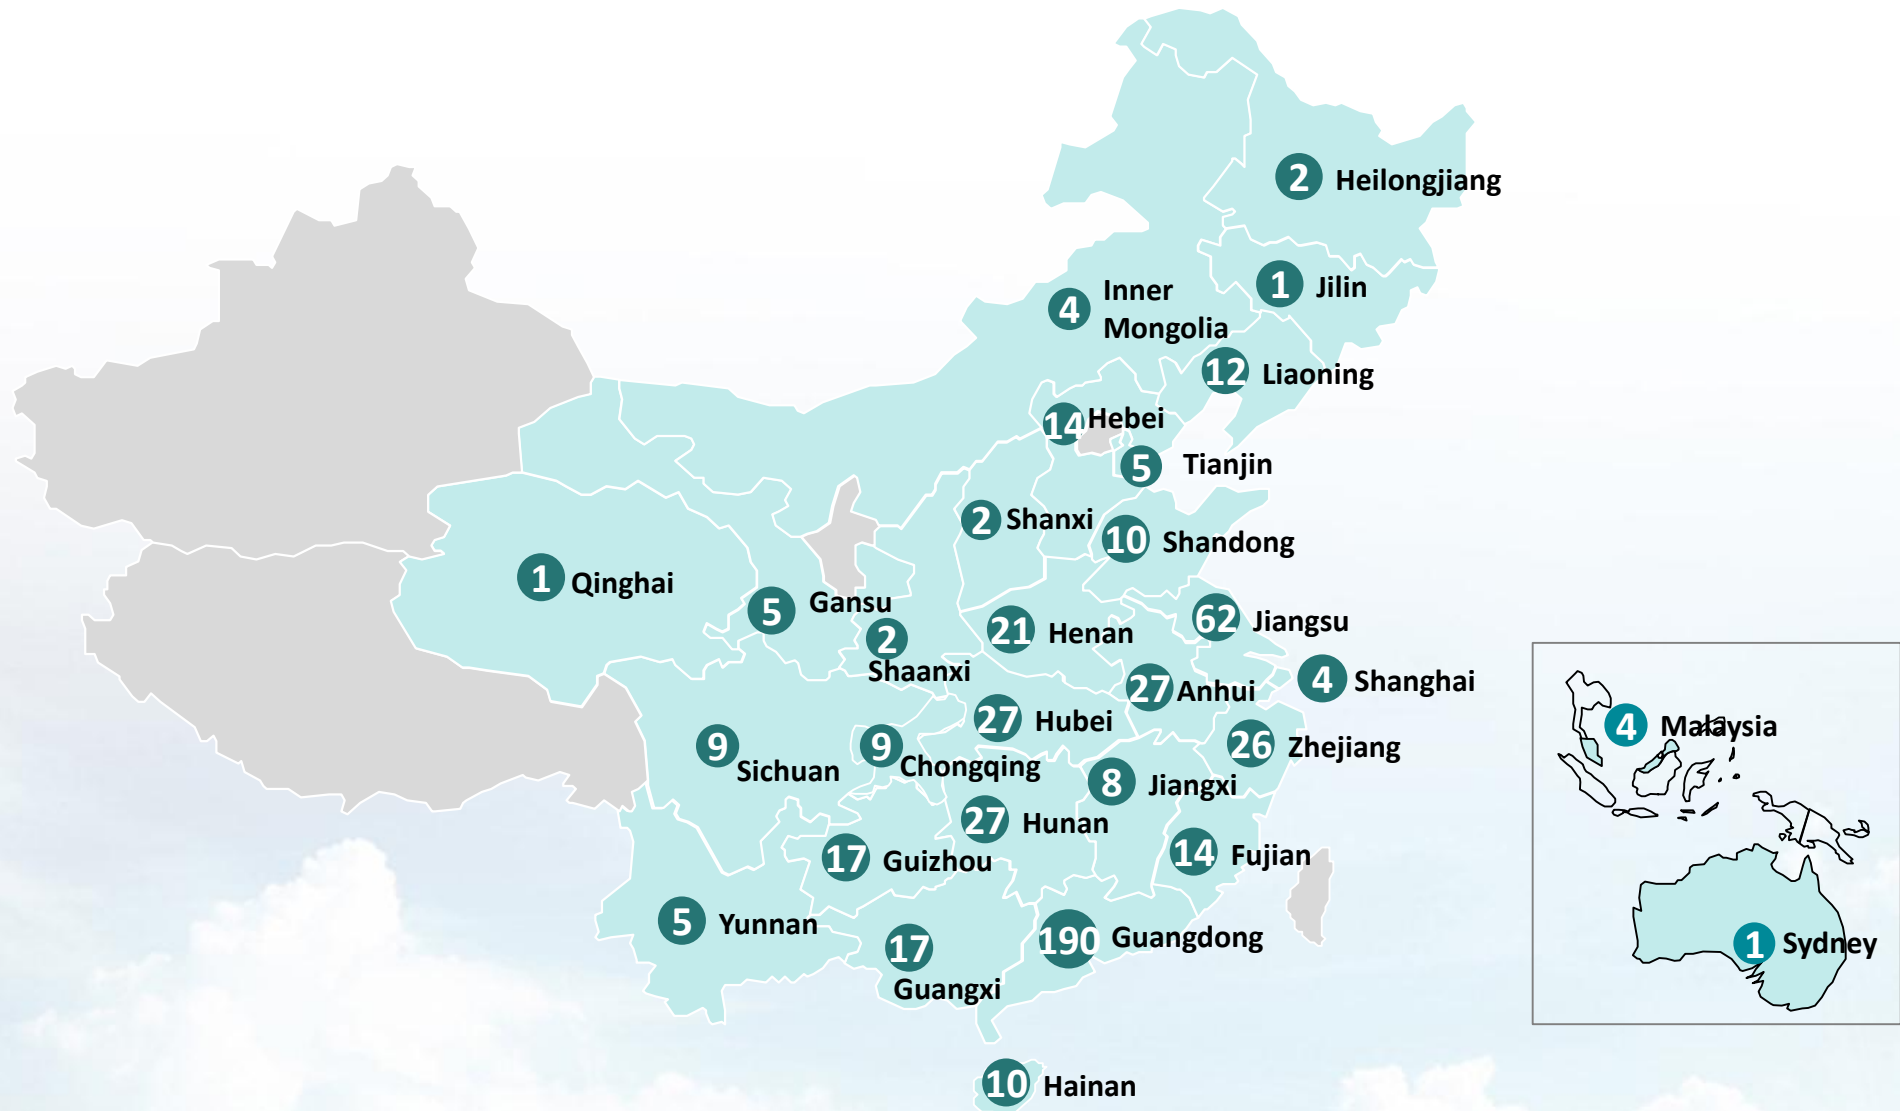 2 Heilongjiang
1 Jilin
4 Inner
Mongolia
12 Liaoning
14 Hebei
5 Tianjin
2 Shanxi
10 Shandong
1 Qinghai
5 Gansu
2
Shaanxi
21 Henan
62 Jiangsu
4 Shanghai
27 Anhui
27 Hubei
26 Zhejiang
9
Sichuan
9
Chongqing
8 Jiangxi
27 Hunan
17 Guizhou
14 Fujian
5 Yunnan
17
Guangxi
190 Guangdong
10 Hainan
4 Malaysia
1 Sydney